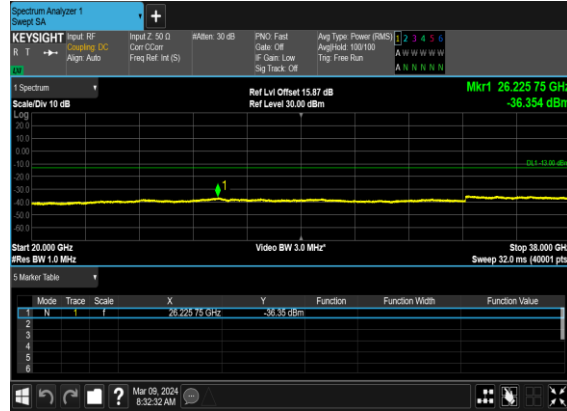 Spectrum Analyzer 1
Swept SA
+
KEYSIGHT Input: RF Input Z: 50 Ω #Atten: 30 dB PNO: Fast Avg Type: Power (RMS) 1 2 3 4 5 6
R T Coupling: DC Corr CCorr Gate: Off Avg|Hold: 100/100 A W W W W W
Align: Auto Freq Ref: Int (S) IF Gain: Low Trig: Free Run
LW Sig Track: Off A N N N N N
1 Spectrum Ref Lvl Offset 15.87 dB Mkr1 26.225 75 GHz
Scale/Div 10 dB Ref Level 30.00 dBm -36.354 dBm
Log
20.0
10.0
0.00
-10.0 DL1 -13.00 dBm
-20.0
-30.0 1
-40.0
-50.0
-60.0
Start 20.000 GHz Video BW 3.0 MHz* Stop 38.000 GHz
#Res BW 1.0 MHz Sweep 32.0 ms (40001 pts)
5 Marker Table
Mode Trace Scale X Y Function Function Width Function Value
1 N 1 f 26.225 75 GHz -36.35 dBm
2
3
4
5
6
? Mar 09, 2024
8:32:32 AM